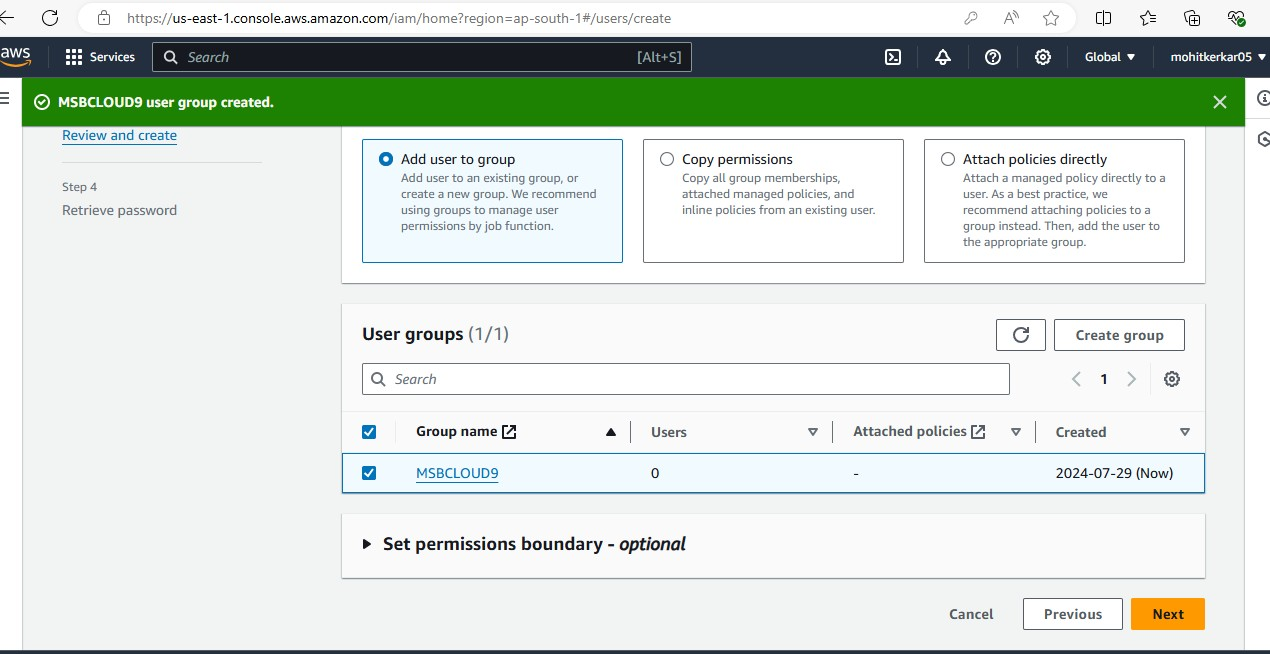 https://us-east-1.console.aws.amazon.com/iam/home?region=ap-south-1#/users/create
aws
Services
Search
[Alt+S]
Global
mohitkerkar05
MSBCLOUD9 user group created.
Review and create
Step 4
Retrieve password
Add user to group
Add user to an existing group, or
create a new group. We recommend
using groups to manage user
permissions by job function.
Copy permissions
Copy all group memberships,
attached managed policies, and
inline policies from an existing user.
Attach policies directly
Attach a managed policy directly to a
user. As a best practice, we
recommend attaching policies to a
group instead. Then, add the user to
the appropriate group.
User groups (1/1)
Create group
Search
1
Group name
Users
Attached policies
Created
MSBCLOUD9
0
-
2024-07-29 (Now)
Set permissions boundary - optional
Cancel
Previous
Next